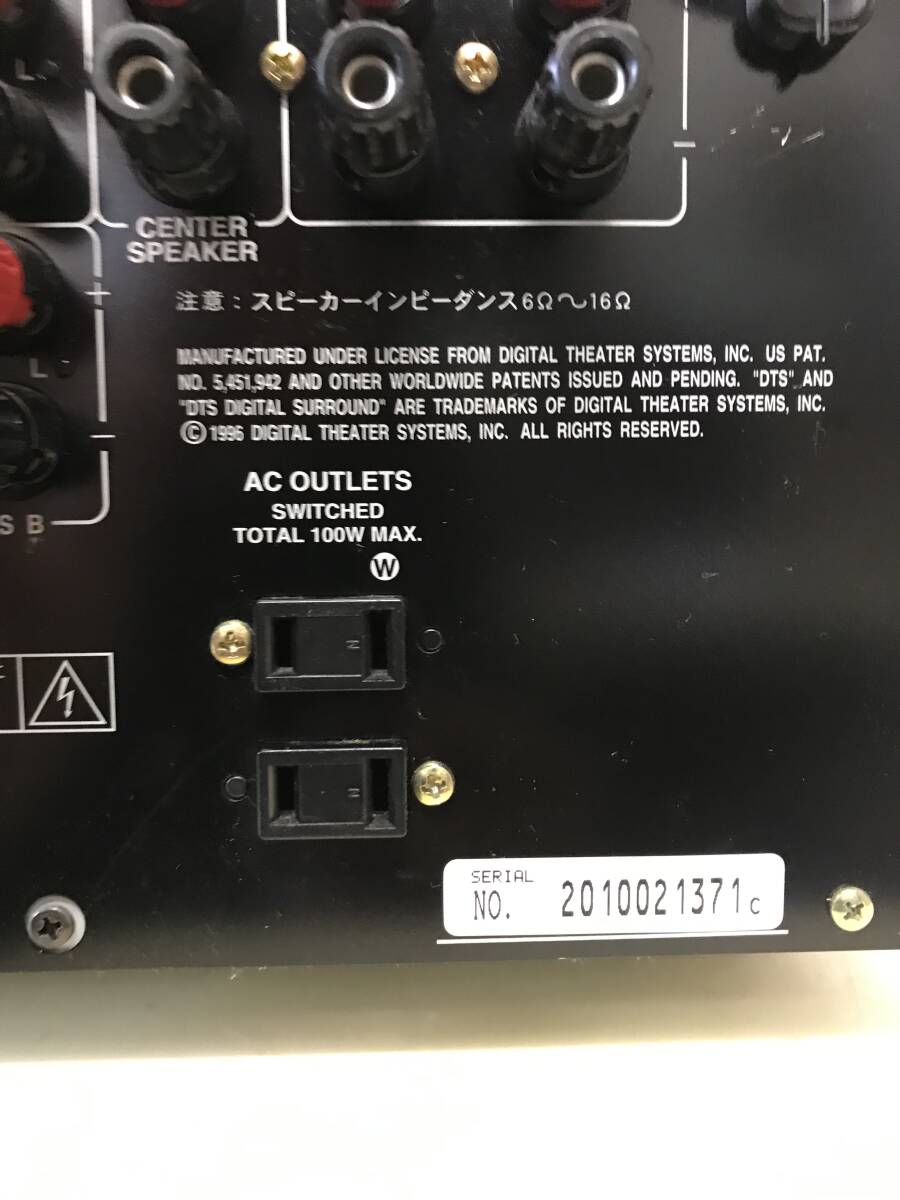 L
CENTER
SPEAKER
+
注意：スピーカーインピーダンス6Ω〜16Ω
MANUFACTURED UNDER LICENSE FROM DIGITAL THEATER SYSTEMS, INC. US PAT.
NO. 5,451,942 AND OTHER WORLDWIDE PATENTS ISSUED AND PENDING. "DTS" AND
"DTS DIGITAL SURROUND" ARE TRADEMARKS OF DIGITAL THEATER SYSTEMS, INC.
© 1996 DIGITAL THEATER SYSTEMS, INC. ALL RIGHTS RESERVED.
L
S B
AC OUTLETS
SWITCHED
TOTAL 100W MAX.
W
N
N
SERIAL
NO. 2010021371c